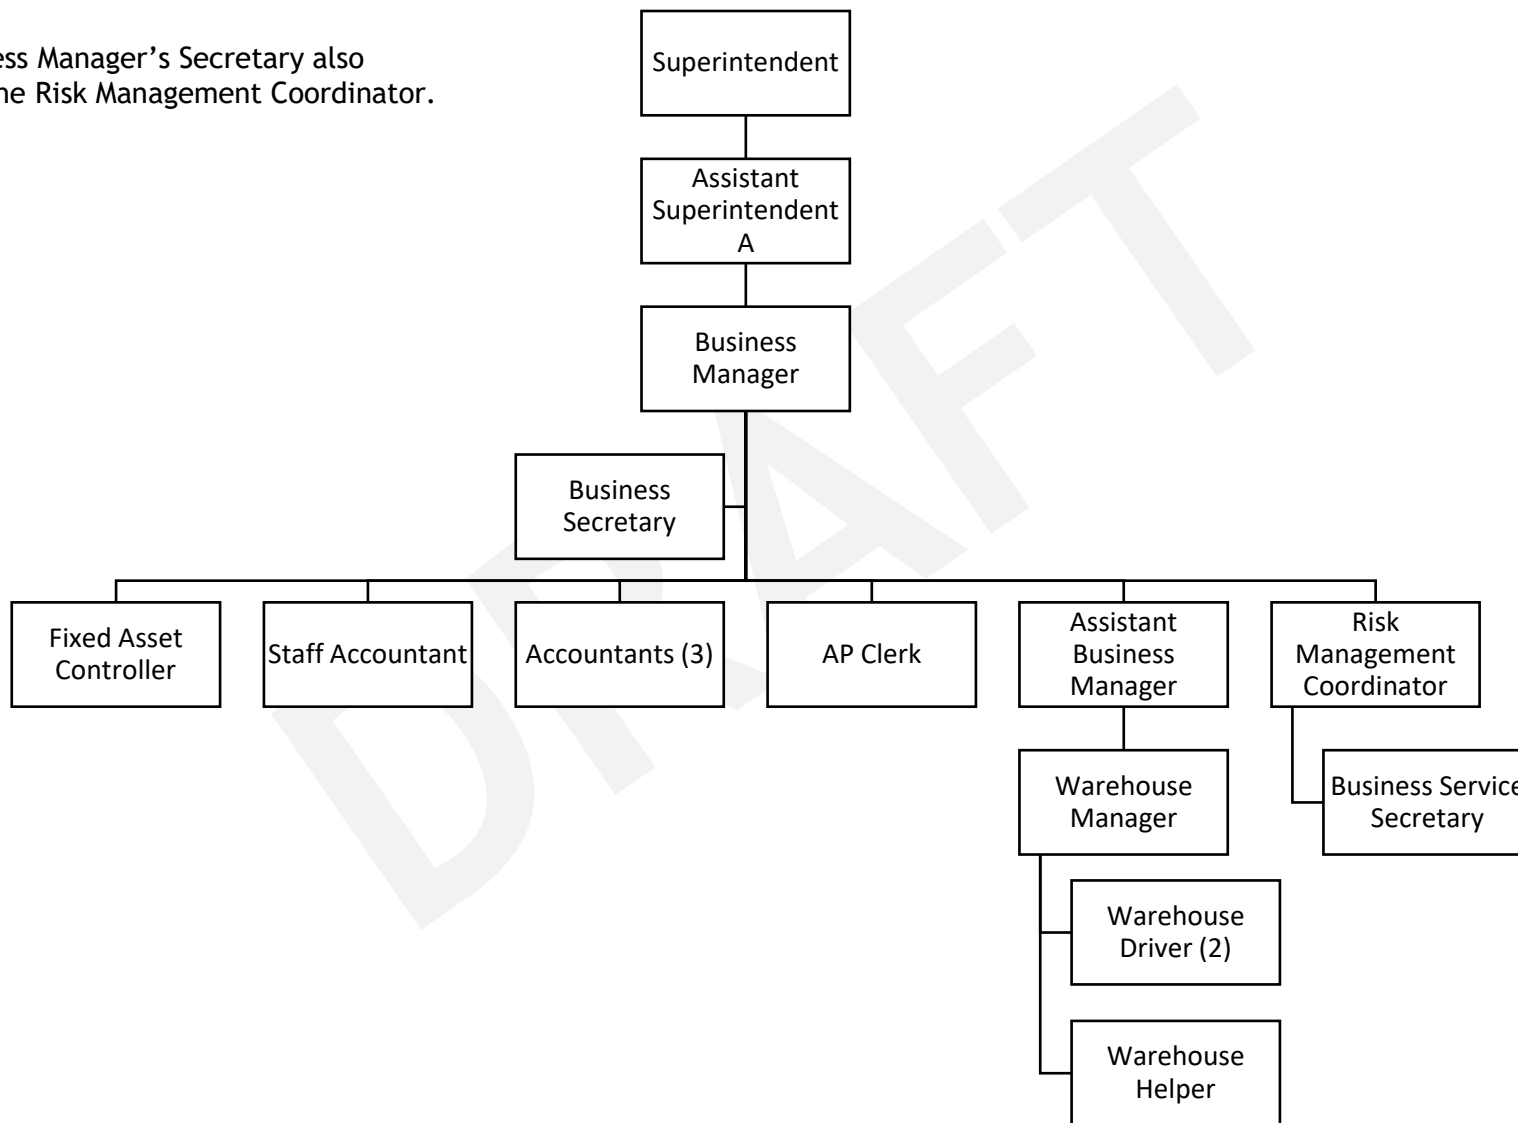 ess Manager’s Secretary also
he Risk Management Coordinator.
Superintendent
Assistant
Superintendent
A
Business
Manager
Business
Secretary
Fixed Asset
Controller
Staff Accountant
Accountants (3)
AP Clerk
Assistant
Business
Manager
Risk
Management
Coordinator
Warehouse
Manager
Business Service
Secretary
Warehouse
Driver (2)
Warehouse
Helper
DRAFT